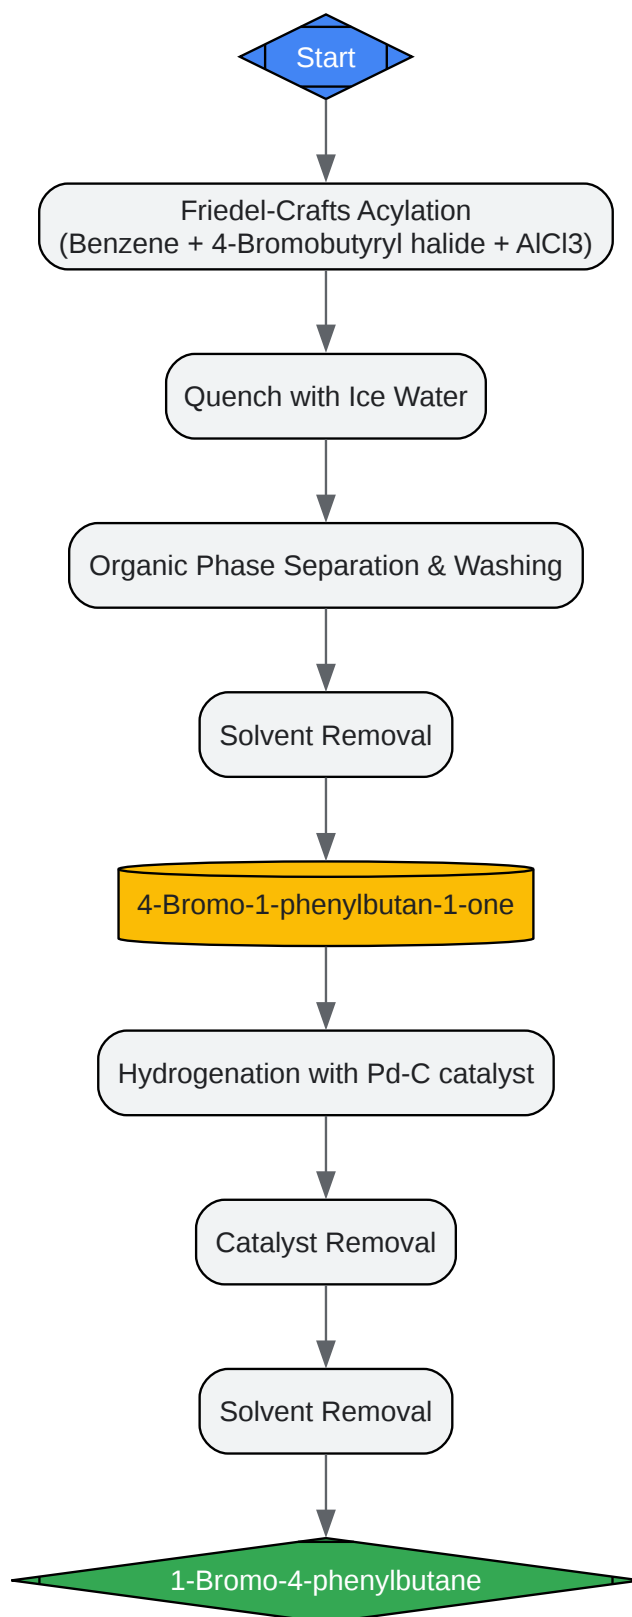 Start
Friedel-Crafts Acylation
(Benzene + 4-Bromobutyryl halide + AlCl3)
Quench with Ice Water
Organic Phase Separation & Washing
Solvent Removal
4-Bromo-1-phenylbutan-1-one
Hydrogenation with Pd-C catalyst
Catalyst Removal
Solvent Removal
1-Bromo-4-phenylbutane